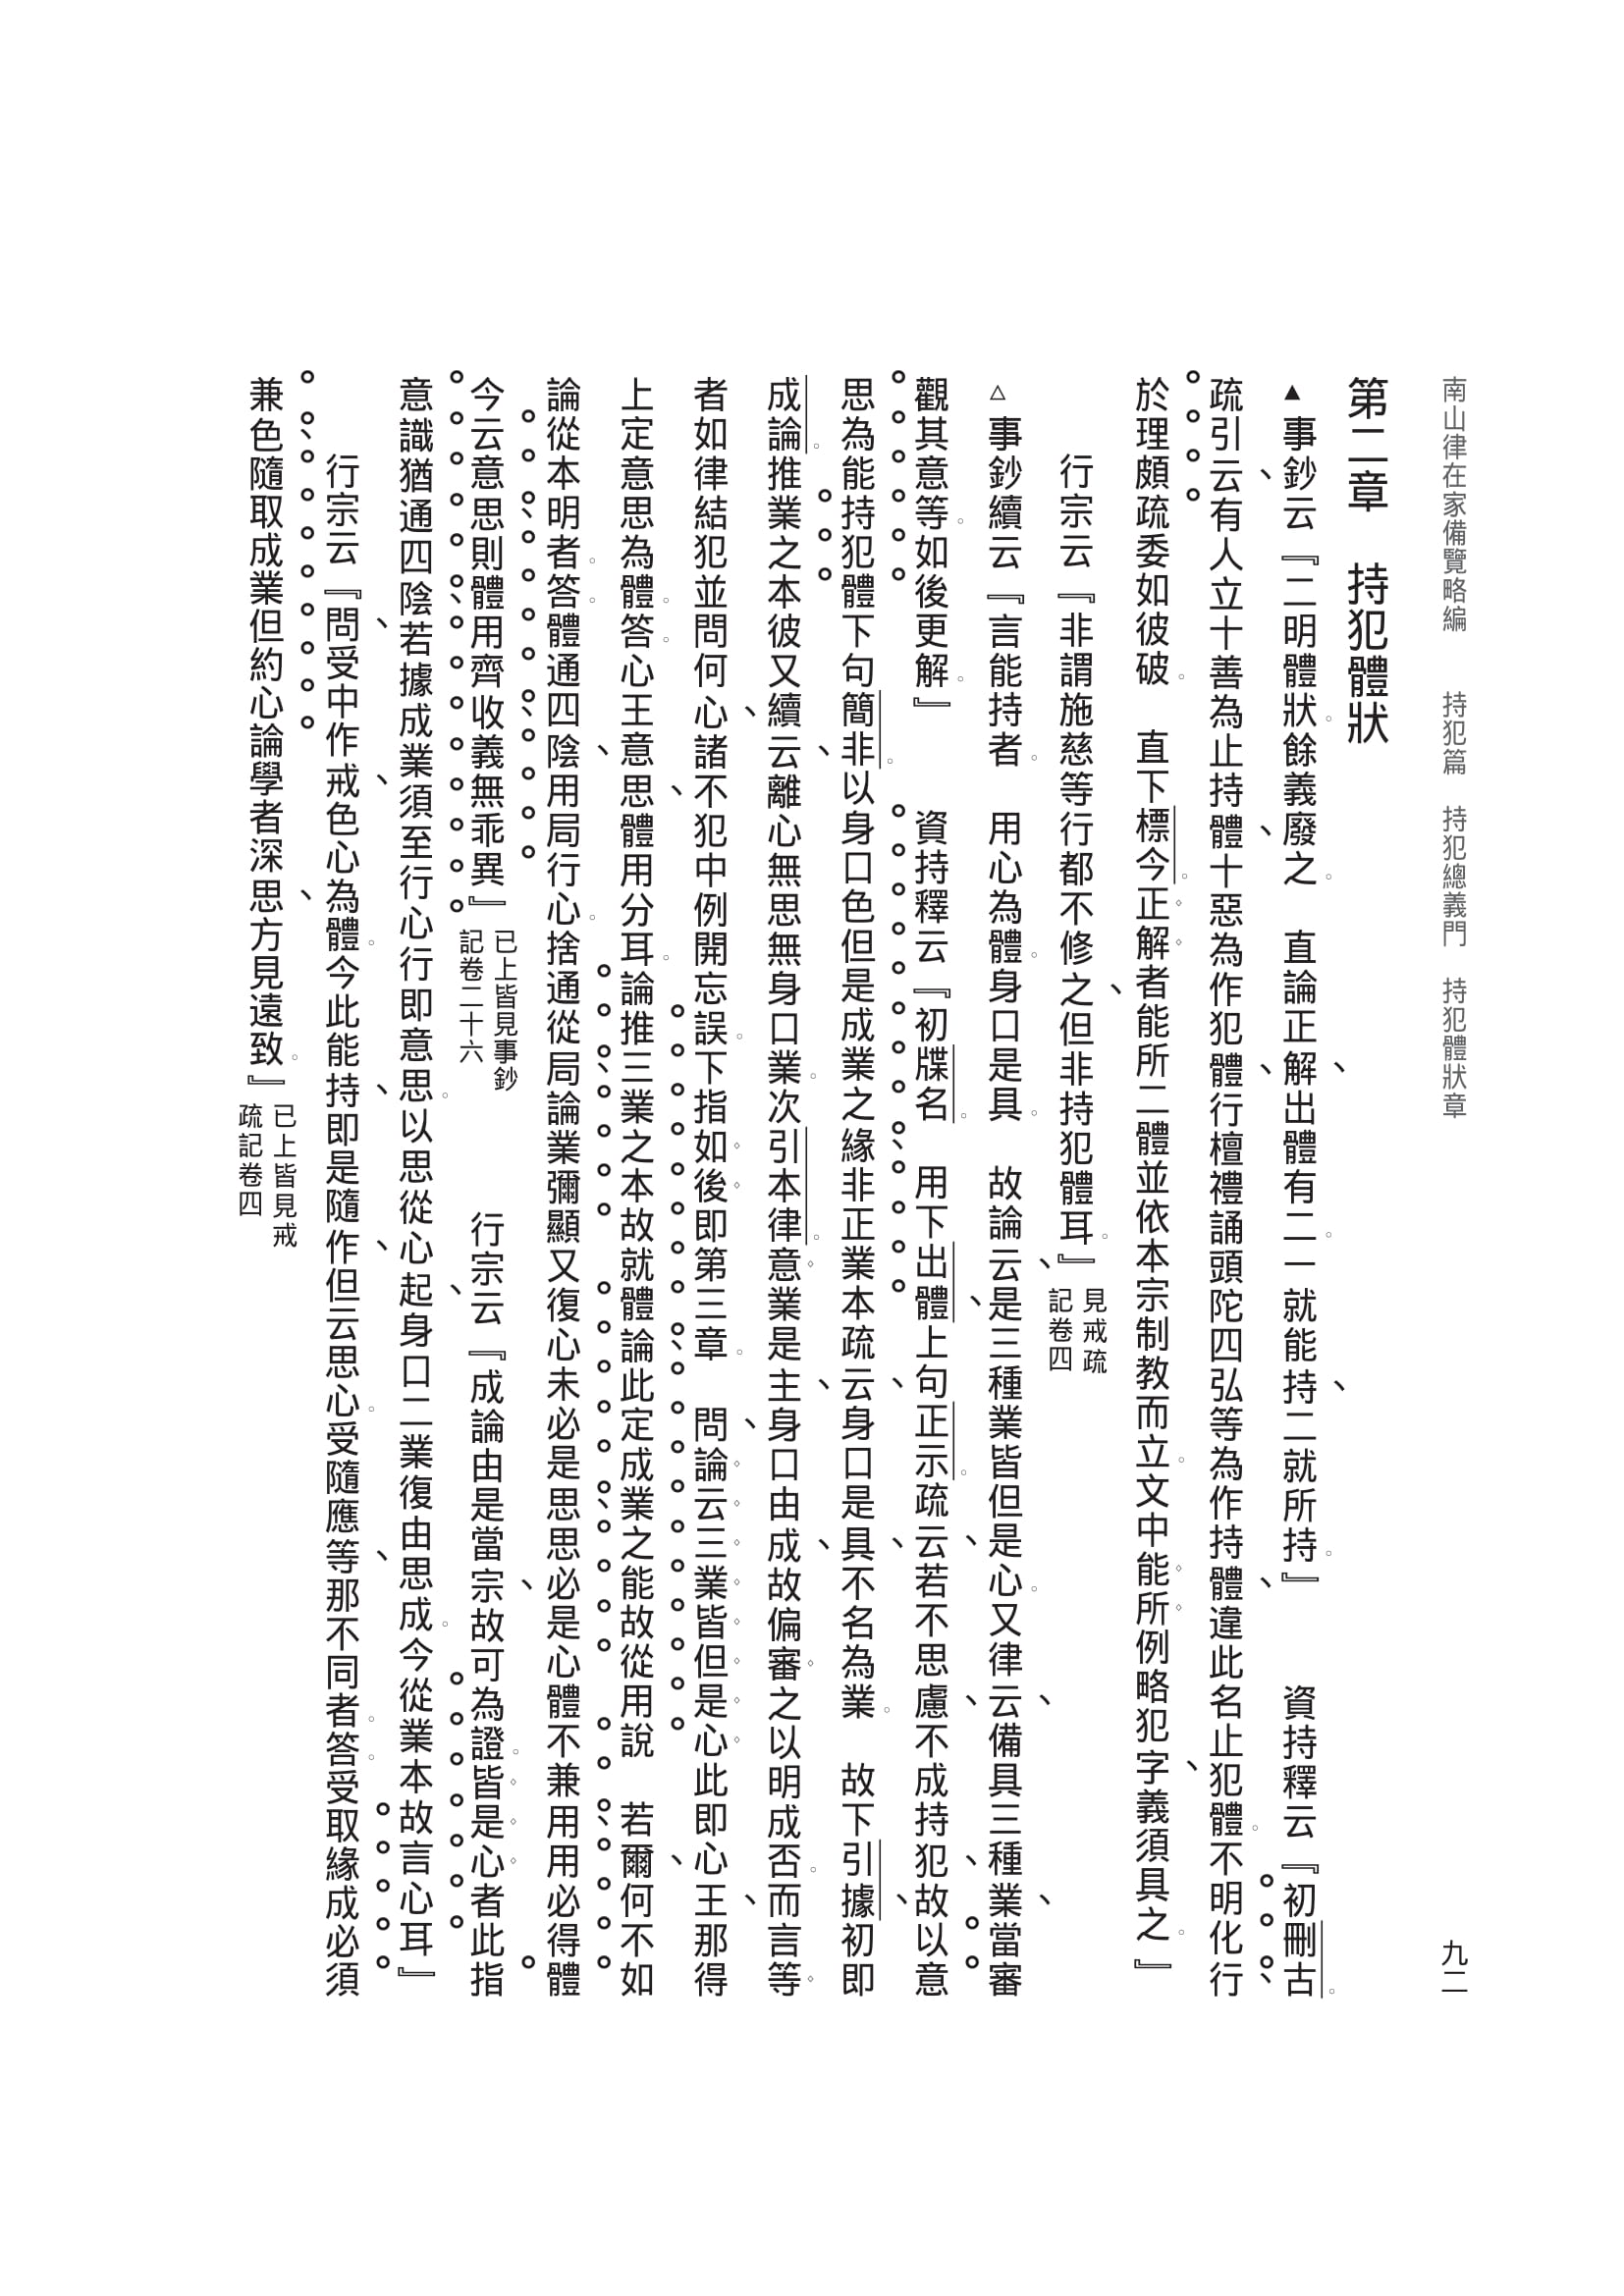 南山律在家備覽略編　持犯篇　持犯總義門　持犯體狀章　九二
第二章　持犯體狀
▲事鈔云『二明體狀。餘義廢之。直論正解、出體有二。一就能持、二就所持。』　資持釋云『初刪古。
疏引云、有人立十善為止持體、十惡為作犯體、行檀禮誦頭陀四弘等為作持體、違此名止犯體。不明化行、
於理頗疏委如彼破。　直下標今。正解者能所二體並依本宗制教而立。文中能所例略犯字、義須具之。』
行宗云『非謂施慈等行都不修之、但非持犯體耳。』見戒疏記卷四
△事鈔續云『言能持者。用心為體。身口是具。故論云、是三種業皆但是心。又律云、備具三種業、當審
觀其意等。如後更解。』　資持釋云『初牒名。　用下出體、上句正示。疏云、若不思慮、不成持犯、故以意
思為能持犯體下句簡非。以身口色但是成業之緣非正業本疏云、身口是具、不名為業。　故下引據、初即
成論。推業之本彼又續云、離心無思無身口業。次引本律。意業是主、身口由成、故偏審之以明成否。而言等
者如律結犯並問何心、諸不犯中例開忘誤。下指如後即第三章。　問、論云三業皆但是心此即心王、那得
上定意思為體。答。心王意思、體用分耳。論推三業之本故就體論此定成業之能故從用說　若爾、何不如
論從本明者。答。體通四陰、用局行心。捨通從局論業彌顯又復心未必是思思必是心體不兼用用必得體
今云意思則體用齊收義無乖異』已上皆見事鈔記卷二十六　行宗云『成論由是當宗、故可為證。皆是心者此指
意識猶通四陰若據成業須至行心行即意思。以思從心起、身口二業復由思成。今從業本故言心耳』
行宗云『問、受中作戒、色心為體。今此能持、即是隨作、但云思心。受隨應等、那不同者。答。受取緣成必須
兼色隨取成業但約心論學者深思、方見遠致。』已上皆見戒疏記卷四